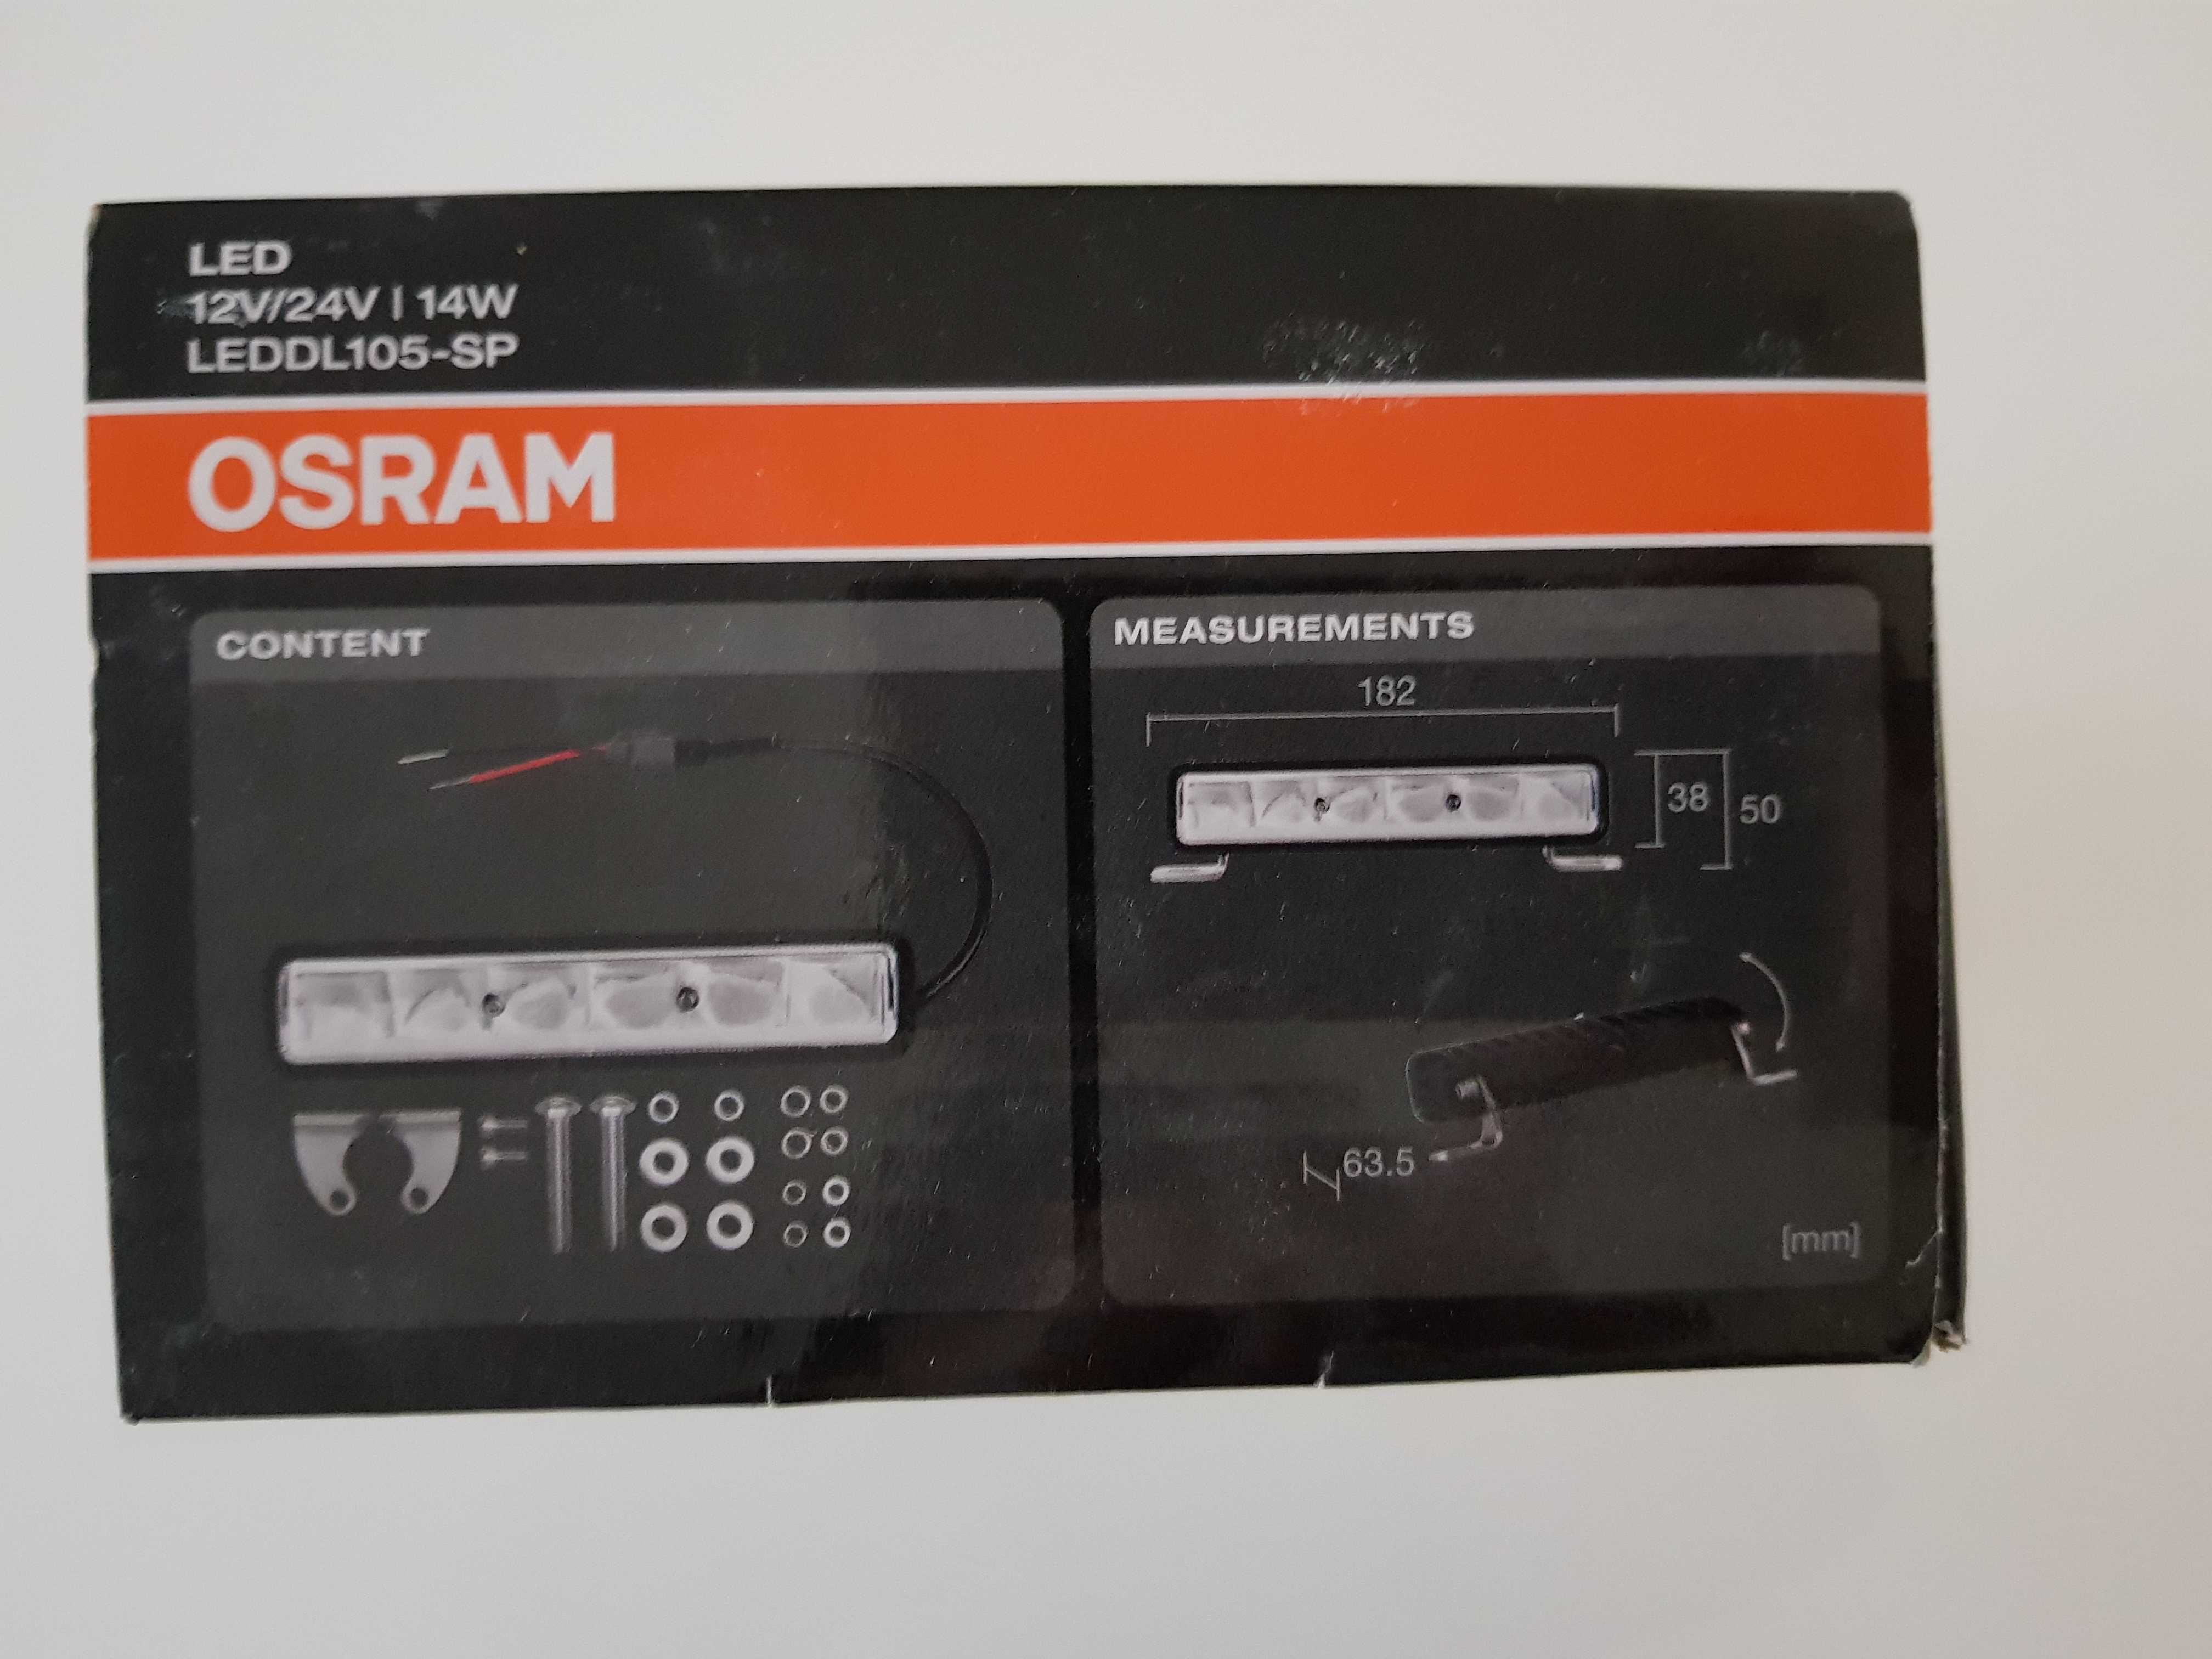 LED
12V/24V | 14W
LEDDL105-SP
OSRAM
CONTENT
MEASUREMENTS
182
38
50
63.5
[mm]